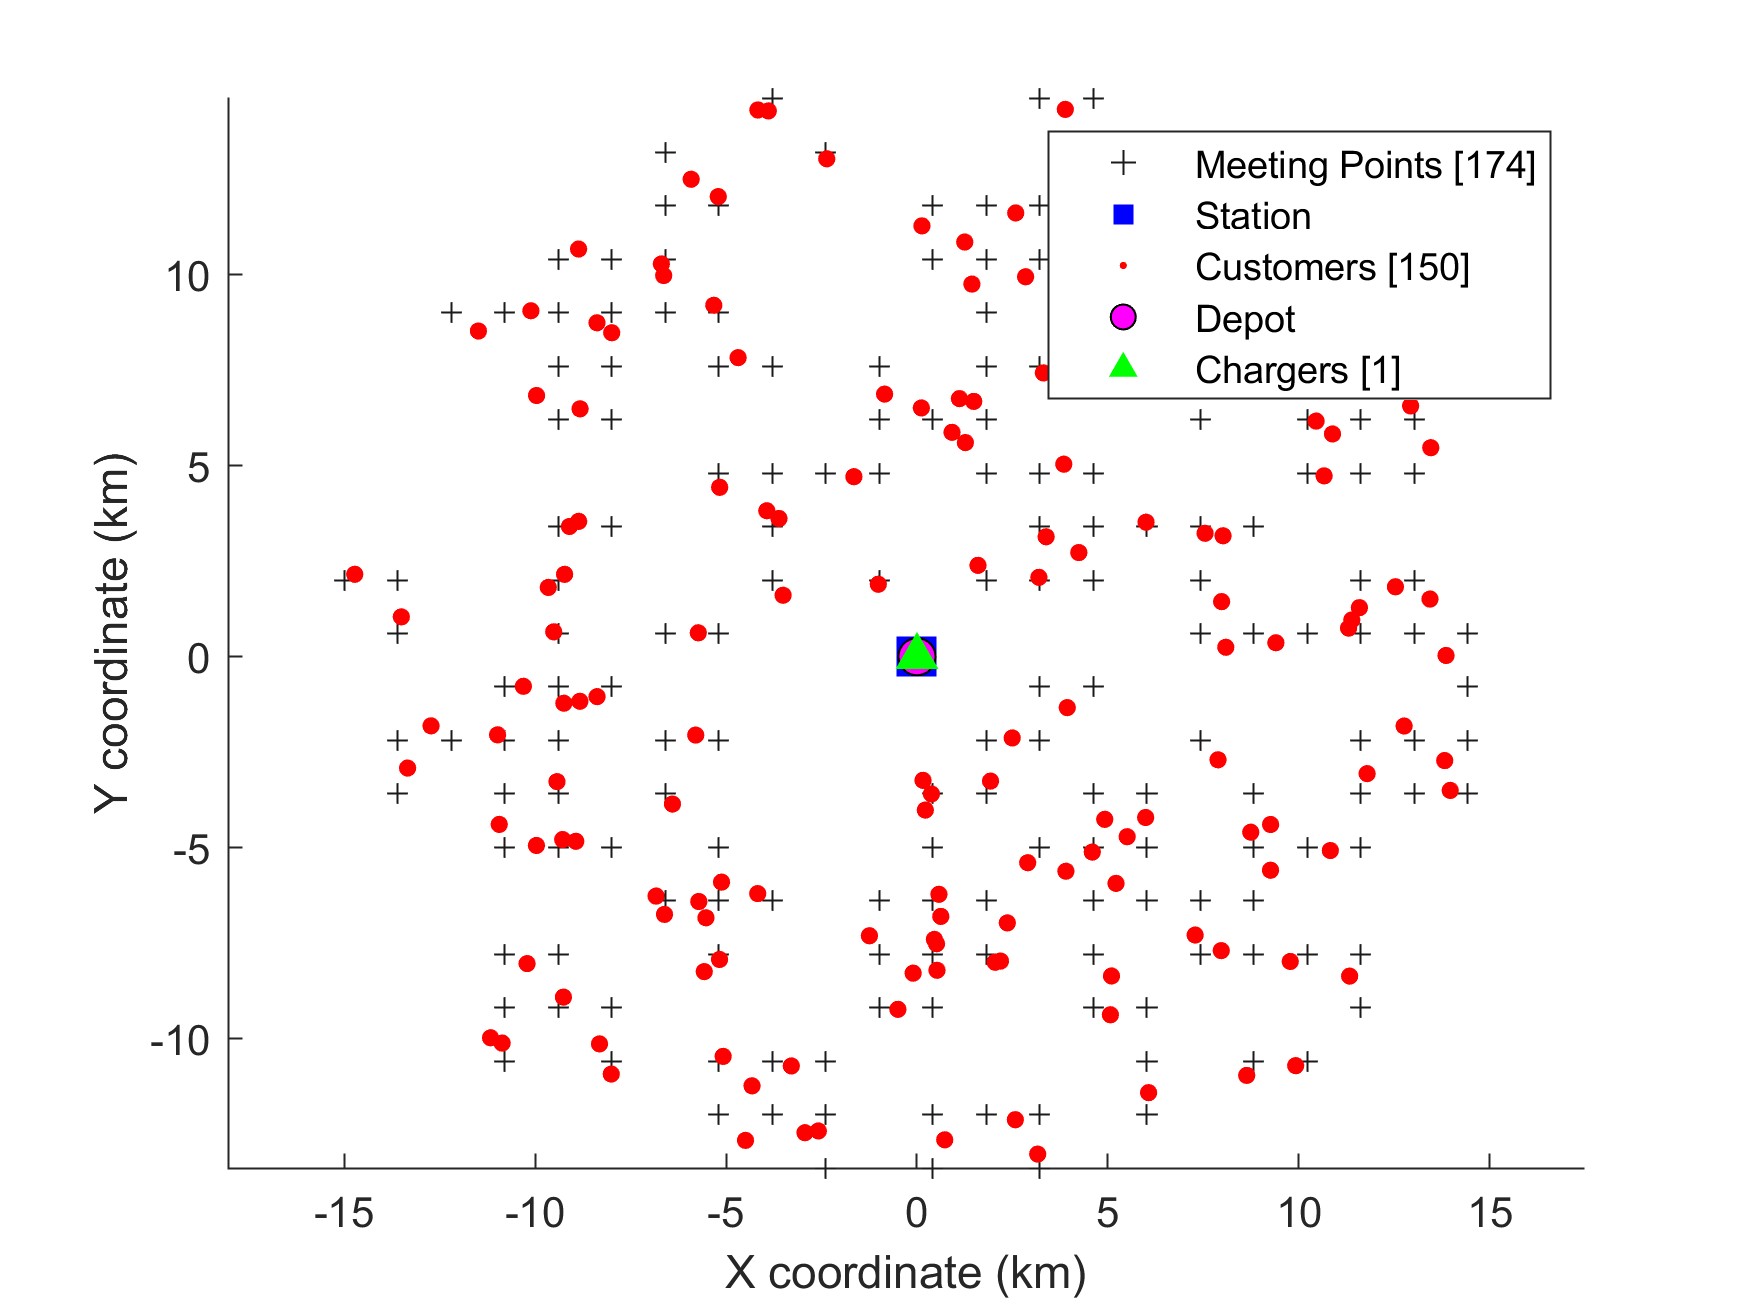 Meeting Points [174]
Station
Customers [150]
Depot
Chargers [1]
10
5
0
-5
-10
Y coordinate (km)
-15
-10
-5
0
5
10
15
X coordinate (km)